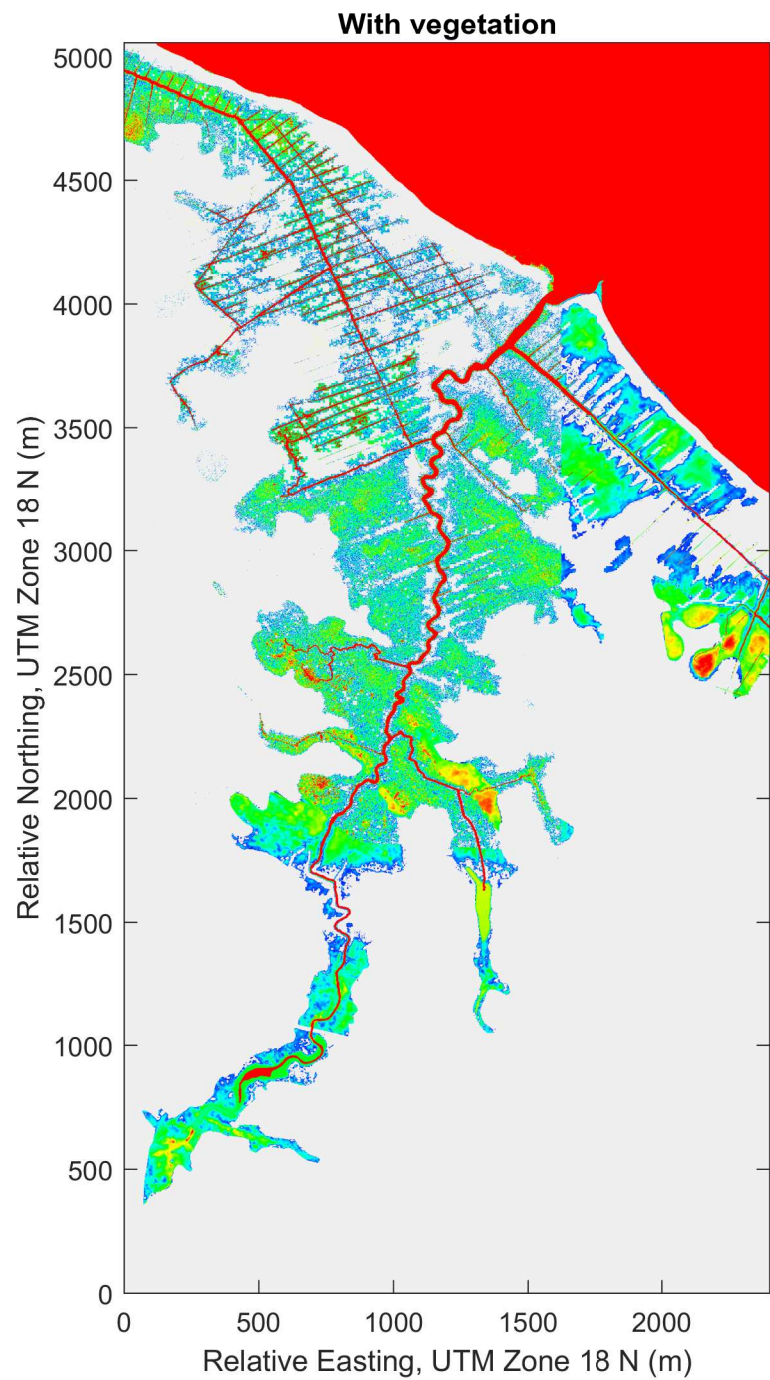 With vegetation
Relative Northing, UTM Zone 18 N (m)
5000
4500
4000
3500
3000
2500
2000
1500
1000
500
0
0 500 1000 1500 2000
Relative Easting, UTM Zone 18 N (m)